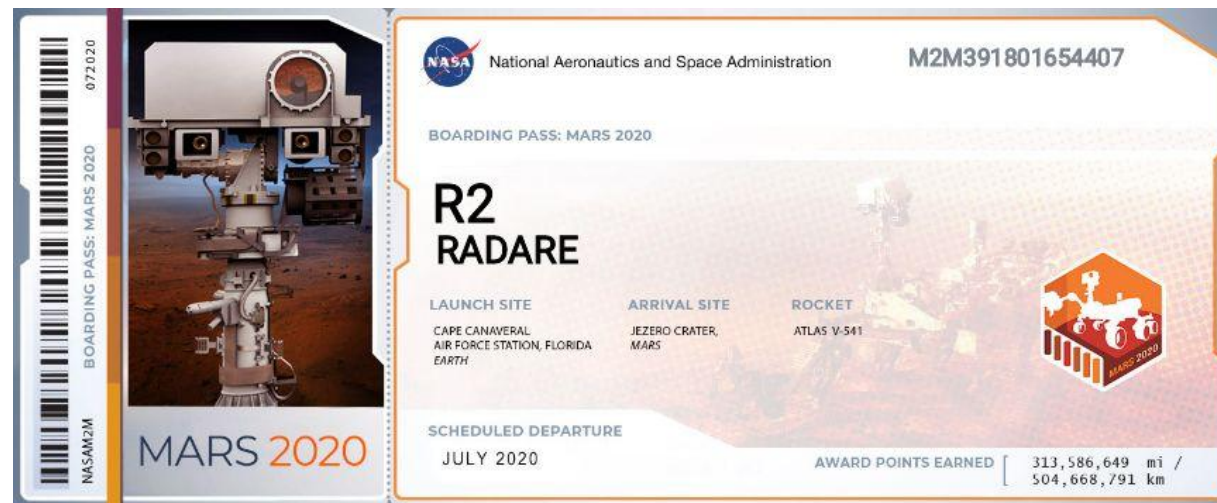 072020
BOARDING PASS: MARS 2020
NASAM2M
MARS 2020
NASA
National Aeronautics and Space Administration
M2M391801654407
BOARDING PASS: MARS 2020
R2
RADARE
LAUNCH SITE
CAPE CANAVERAL
AIR FORCE STATION, FLORIDA
EARTH
ARRIVAL SITE
JEZERO CRATER,
MARS
ROCKET
ATLAS V-541
MARS 2020
SCHEDULED DEPARTURE
JULY 2020
AWARD POINTS EARNED
313,586,649 mi /
504,668,791 km